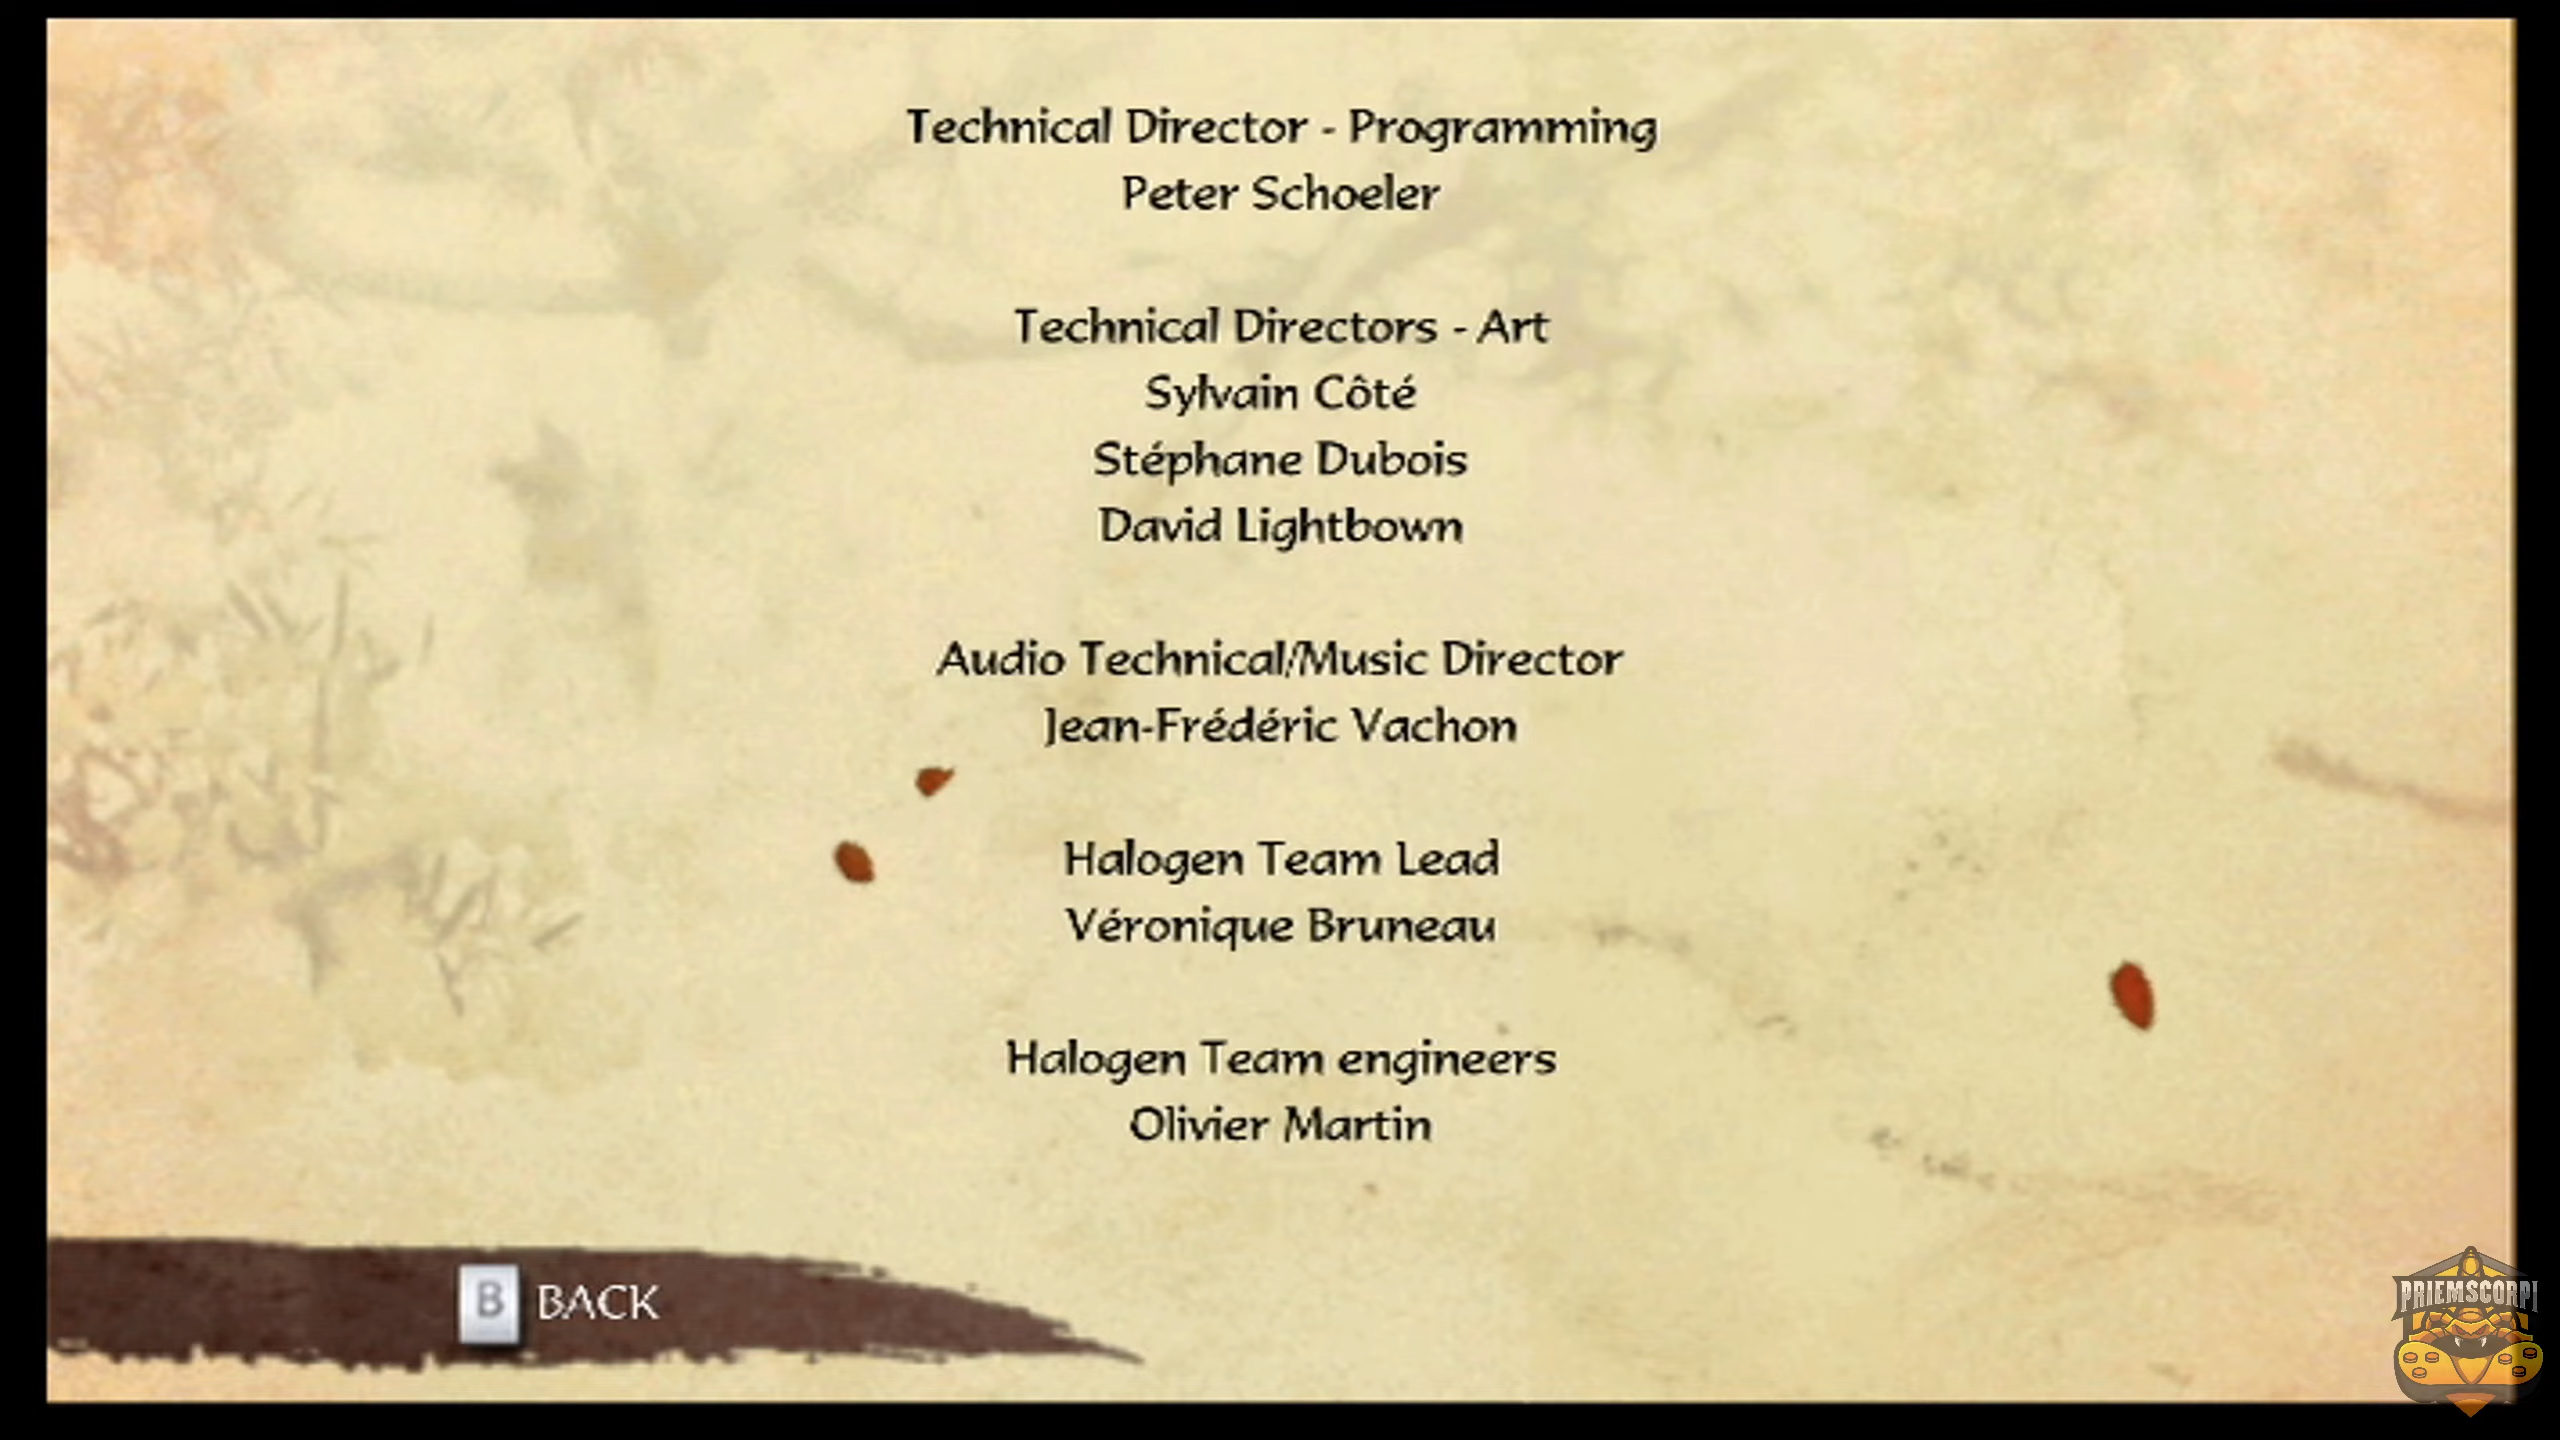 Technical Director - Programming
Peter Schoeler
Technical Directors - Art
Sylvain Côté
Stéphane Dubois
David Lightbown
Audio Technical/Music Director
Jean-Frédéric Vachon
Halogen Team Lead
Véronique Bruneau
Halogen Team engineers
Olivier Martin
B BACK
PRIEMSCORPI